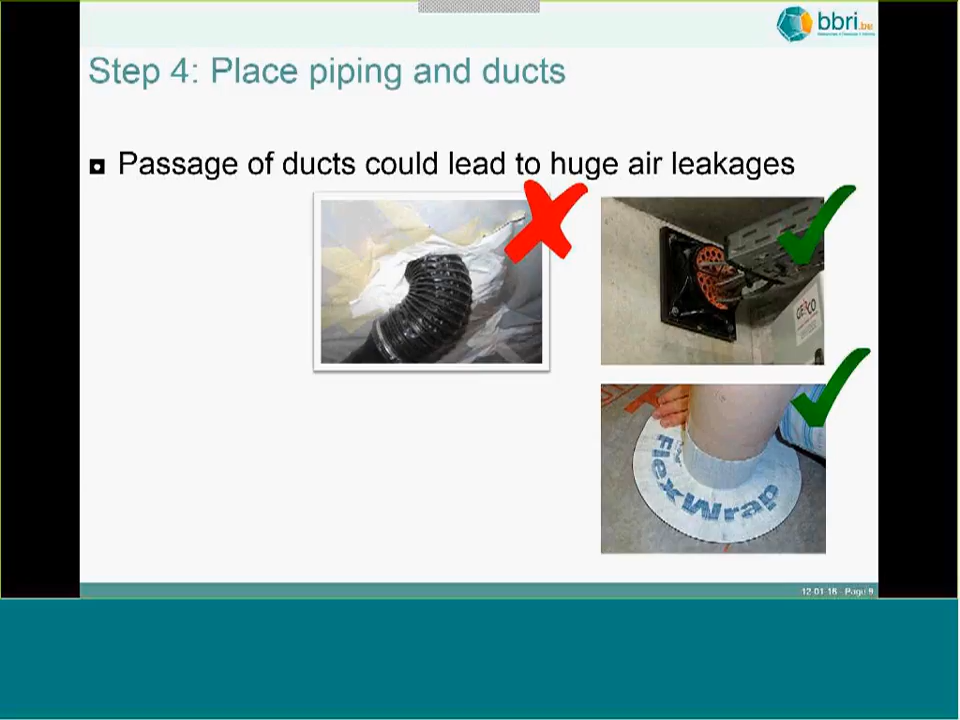 bbri.be
Step 4: Place piping and ducts
Passage of ducts could lead to huge air leakages
FlexWrap
12-01-16 - Page 9